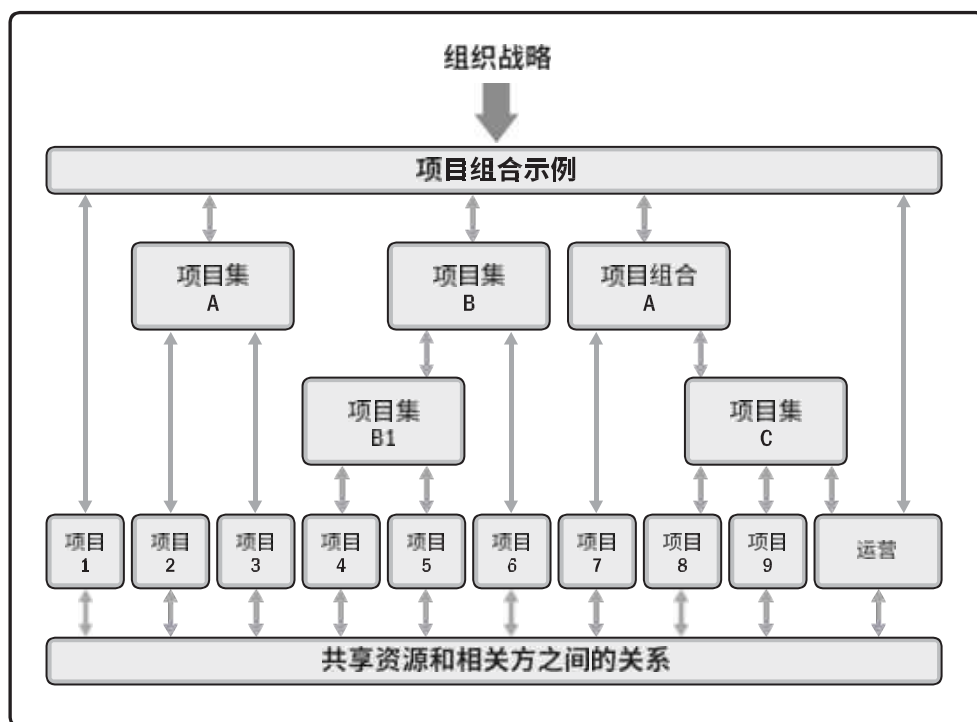 组织战略
项目组合示例
项目集
A
项目集
B
项目组合
A
项目集
B1
项目集
C
项目
1
项目
2
项目
3
项目
4
项目
5
项目
6
项目
7
项目
8
项目
9
运营
共享资源和相关方之间的关系